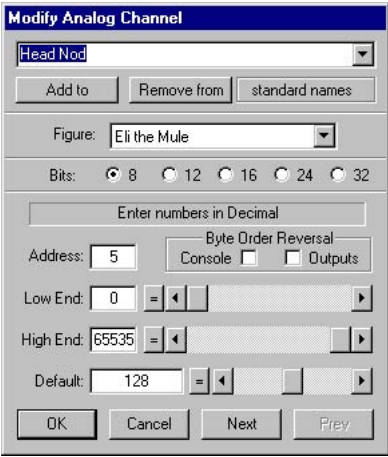 Modify Analog Channel
Head Nod
Add to Remove from standard names
Figure: Eli the Mule
Bits: 8 12 16 24 32
Enter numbers in Decimal
Byte Order Reversal
Address: 5 Console Outputs
Low End: 0 =
High End: 65535 =
Default: 128 =
OK Cancel Next Prev